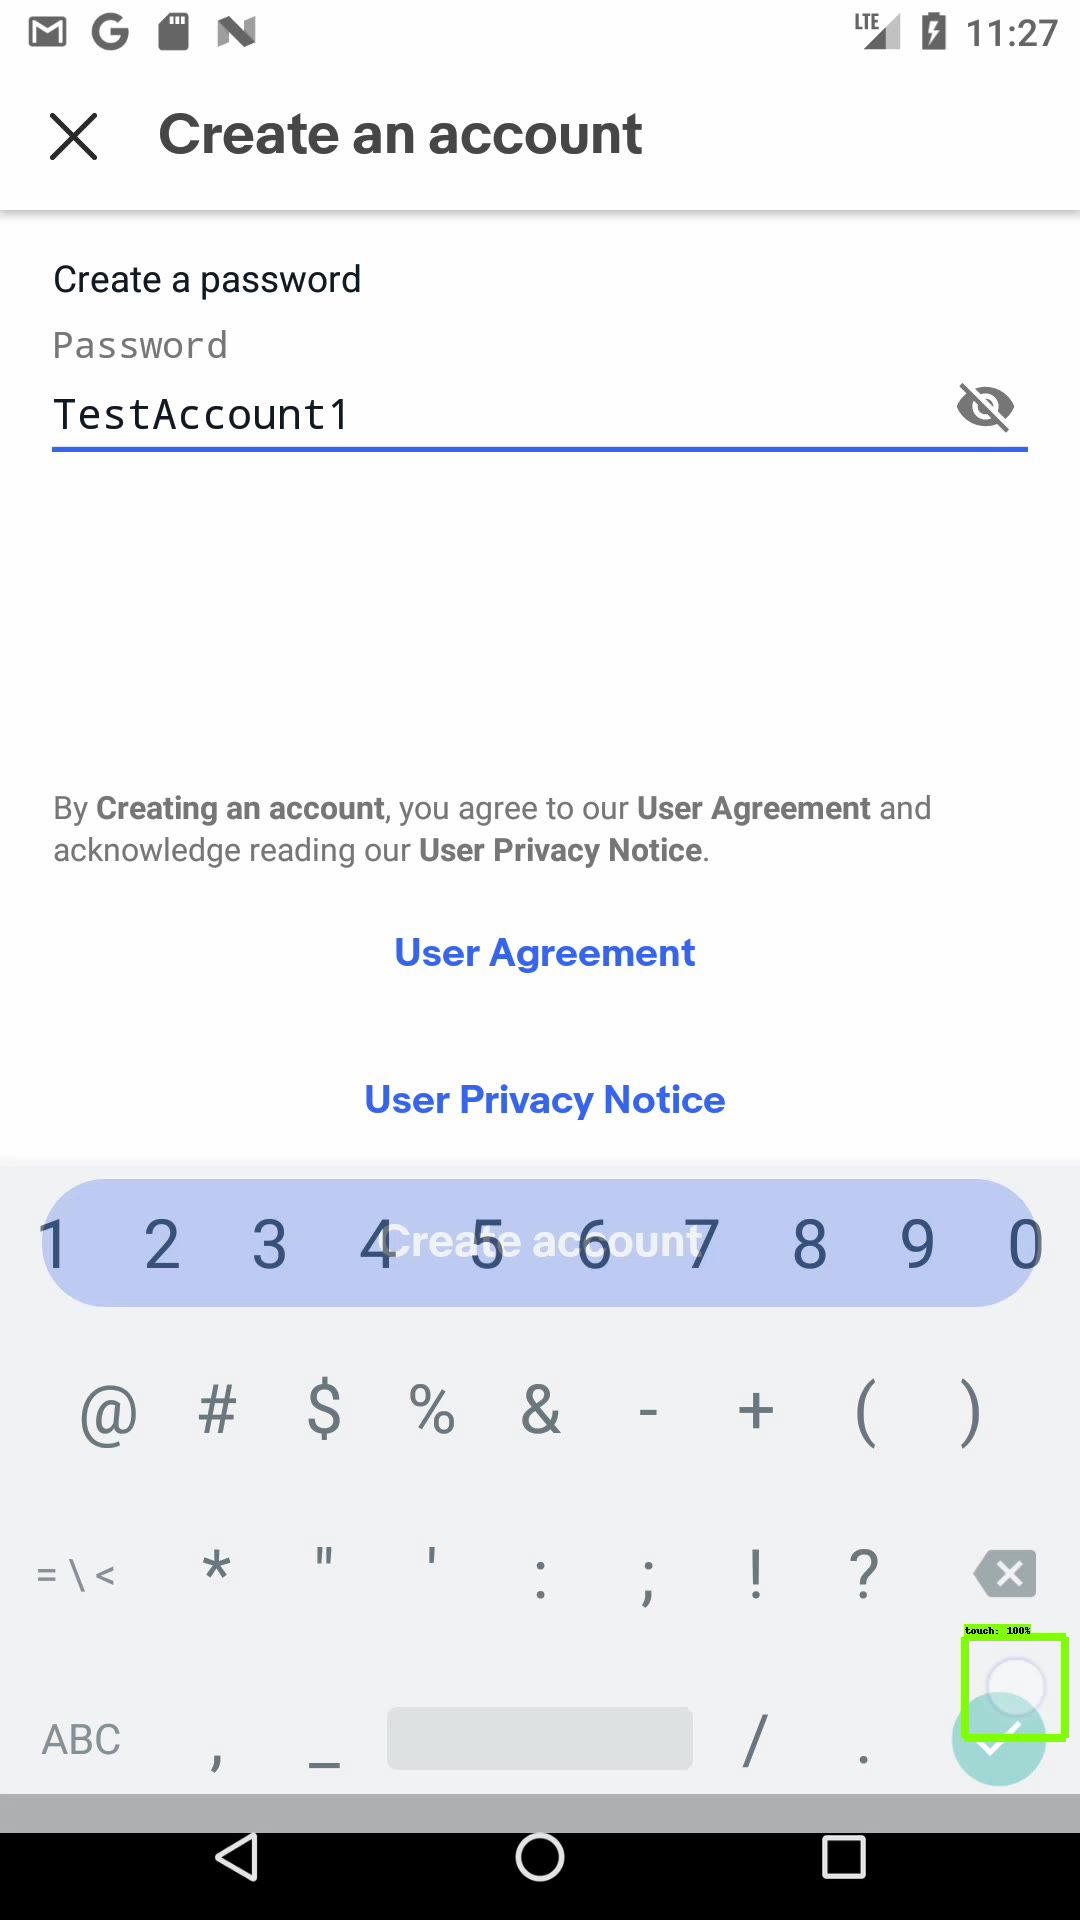 LTE 11:27
Create an account
Create a password
Password
TestAccount1
By Creating an account, you agree to our User Agreement and
acknowledge reading our User Privacy Notice.
User Agreement
User Privacy Notice
Create account
1 2 3 4 5 6 7 8 9 0
@ # $ % & - + ( )
= \ < * " ' : ; ! ?
touch: 100%
ABC , _ / .